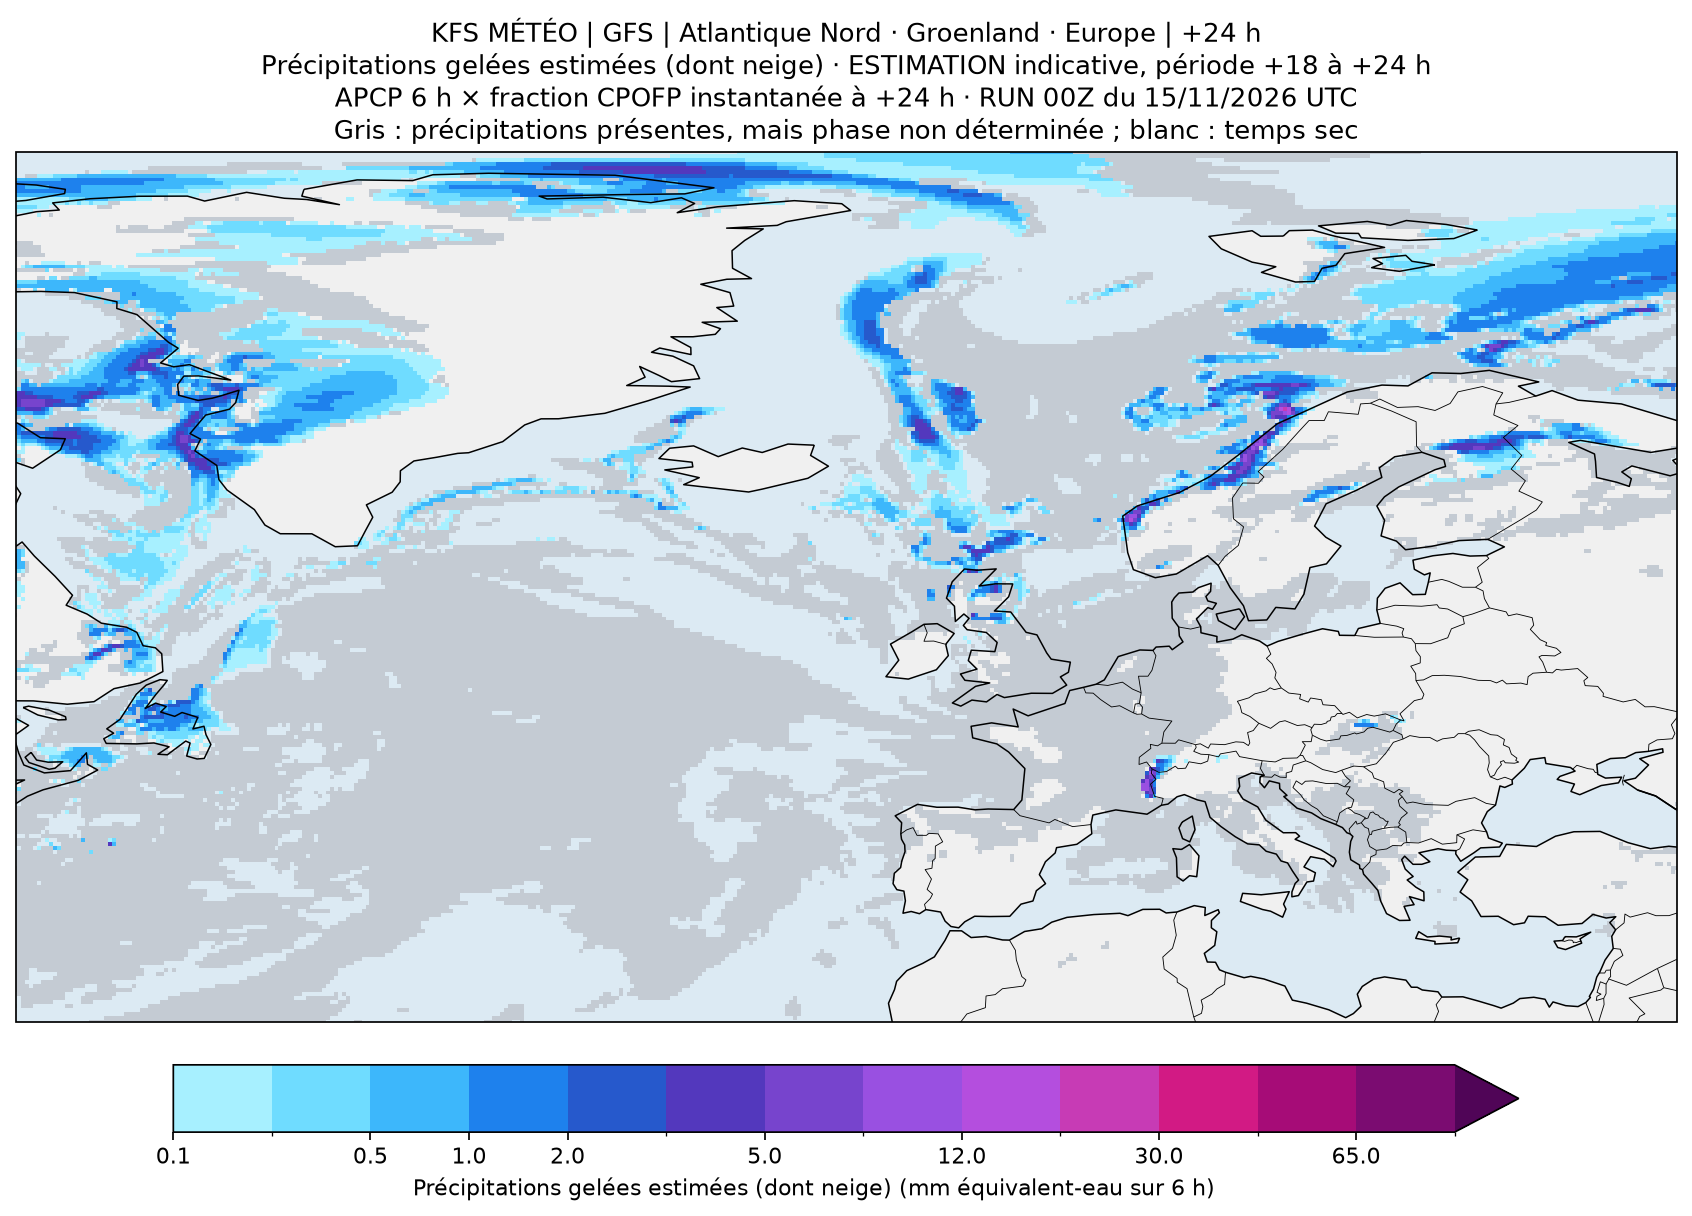 KFS MÉTÉO | GFS | Atlantique Nord · Groenland · Europe | +24 h
Précipitations gelées estimées (dont neige) · ESTIMATION indicative, période +18 à +24 h
APCP 6 h × fraction CPOFP instantanée à +24 h · RUN 00Z du 15/11/2026 UTC
Gris : précipitations présentes, mais phase non déterminée ; blanc : temps sec
0.1 0.5 1.0 2.0 5.0 12.0 30.0 65.0
Précipitations gelées estimées (dont neige) (mm équivalent-eau sur 6 h)